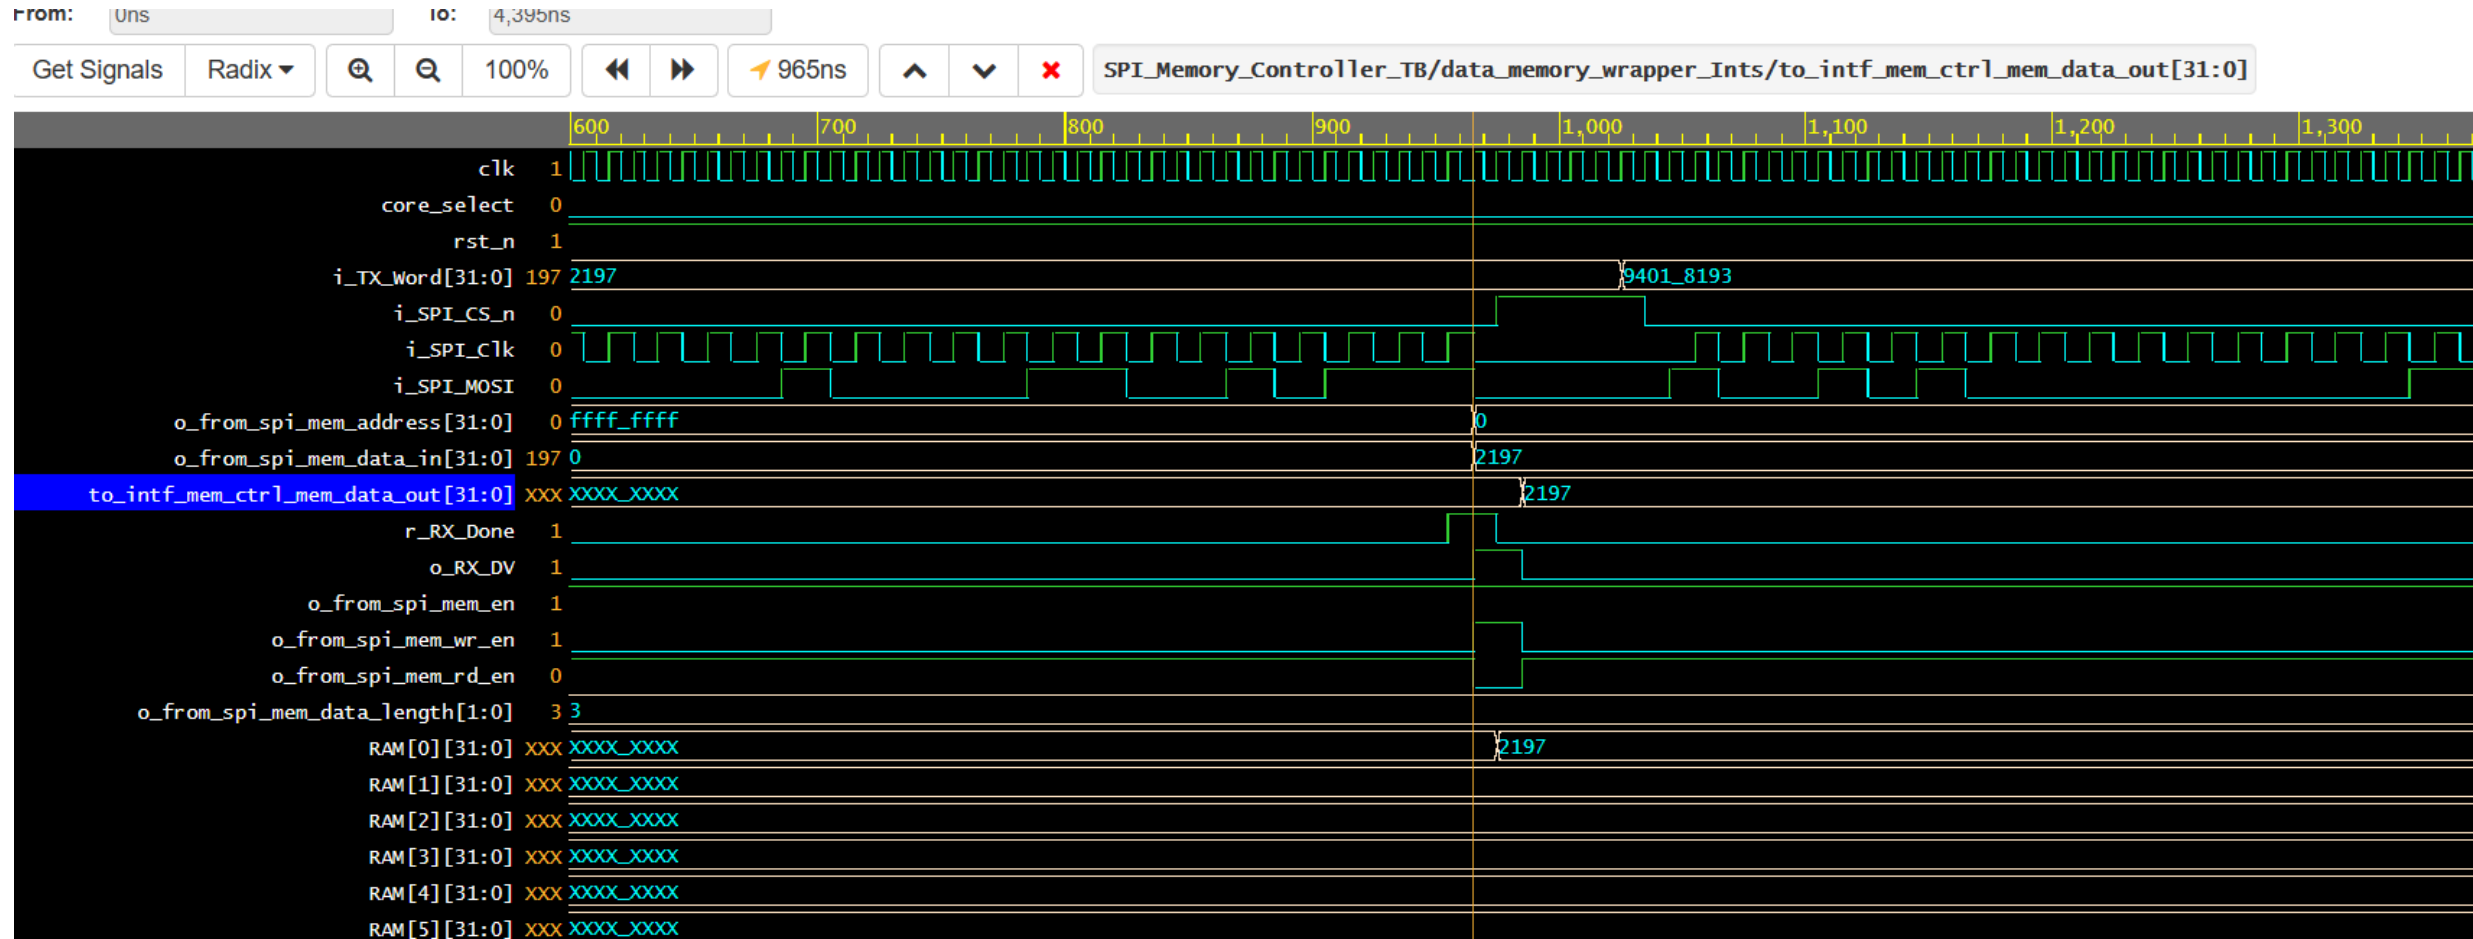 From: 0ns To: 4,395ns
Get Signals Radix 100% 965ns SPI_Memory_Controller_TB/data_memory_wrapper_Ints/to_intf_mem_ctrl_mem_data_out[31:0]
600 700 800 900 1,000 1,100 1,200 1,300
clk 1
core_select 0
rst_n 1
i_TX_Word[31:0] 197 2197 9401_8193
i_SPI_CS_n 0
i_SPI_Clk 0
i_SPI_MOSI 0
o_from_spi_mem_address[31:0] 0 ffff_ffff 0
o_from_spi_mem_data_in[31:0] 197 0 2197
to_intf_mem_ctrl_mem_data_out[31:0] XXX XXXX_XXXX 2197
r_RX_Done 1
o_RX_DV 1
o_from_spi_mem_en 1
o_from_spi_mem_wr_en 1
o_from_spi_mem_rd_en 0
o_from_spi_mem_data_length[1:0] 3 3
RAM[0][31:0] XXX XXXX_XXXX 2197
RAM[1][31:0] XXX XXXX_XXXX
RAM[2][31:0] XXX XXXX_XXXX
RAM[3][31:0] XXX XXXX_XXXX
RAM[4][31:0] XXX XXXX_XXXX
RAM[5][31:0] XXX XXXX_XXXX